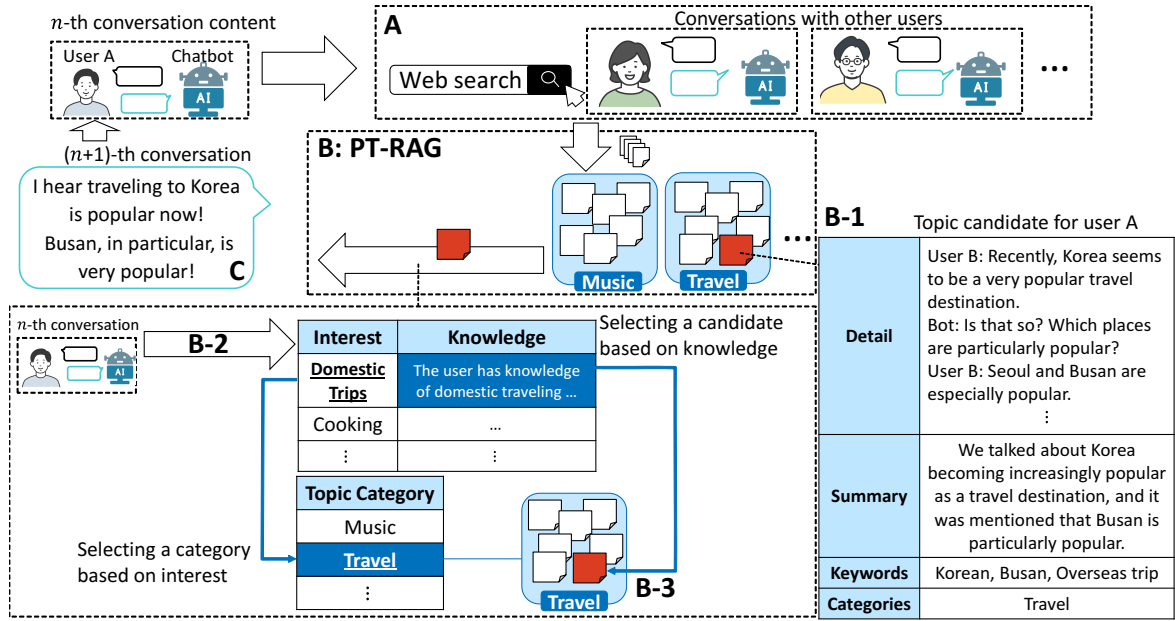 n-th conversation content
User A
Chatbot
AI
(n+1)-th conversation
I hear traveling to Korea
is popular now!
Busan, in particular, is
very popular!
C
A
Conversations with other users
Web search
AI
AI
...
B: PT-RAG
Music
Travel
...
B-1
Topic candidate for user A
Detail
User B: Recently, Korea seems
to be a very popular travel
destination.
Bot: Is that so? Which places
are particularly popular?
User B: Seoul and Busan are
especially popular.
⋮
Summary
We talked about Korea
becoming increasingly popular
as a travel destination, and it
was mentioned that Busan is
particularly popular.
Keywords
Korean, Busan, Overseas trip
Categories
Travel
n-th conversation
AI
B-2
Interest
Knowledge
Domestic
Trips
The user has knowledge
of domestic traveling ...
Cooking
...
⋮
⋮
Selecting a candidate
based on knowledge
Topic Category
Music
Travel
⋮
Selecting a category
based on interest
Travel
B-3